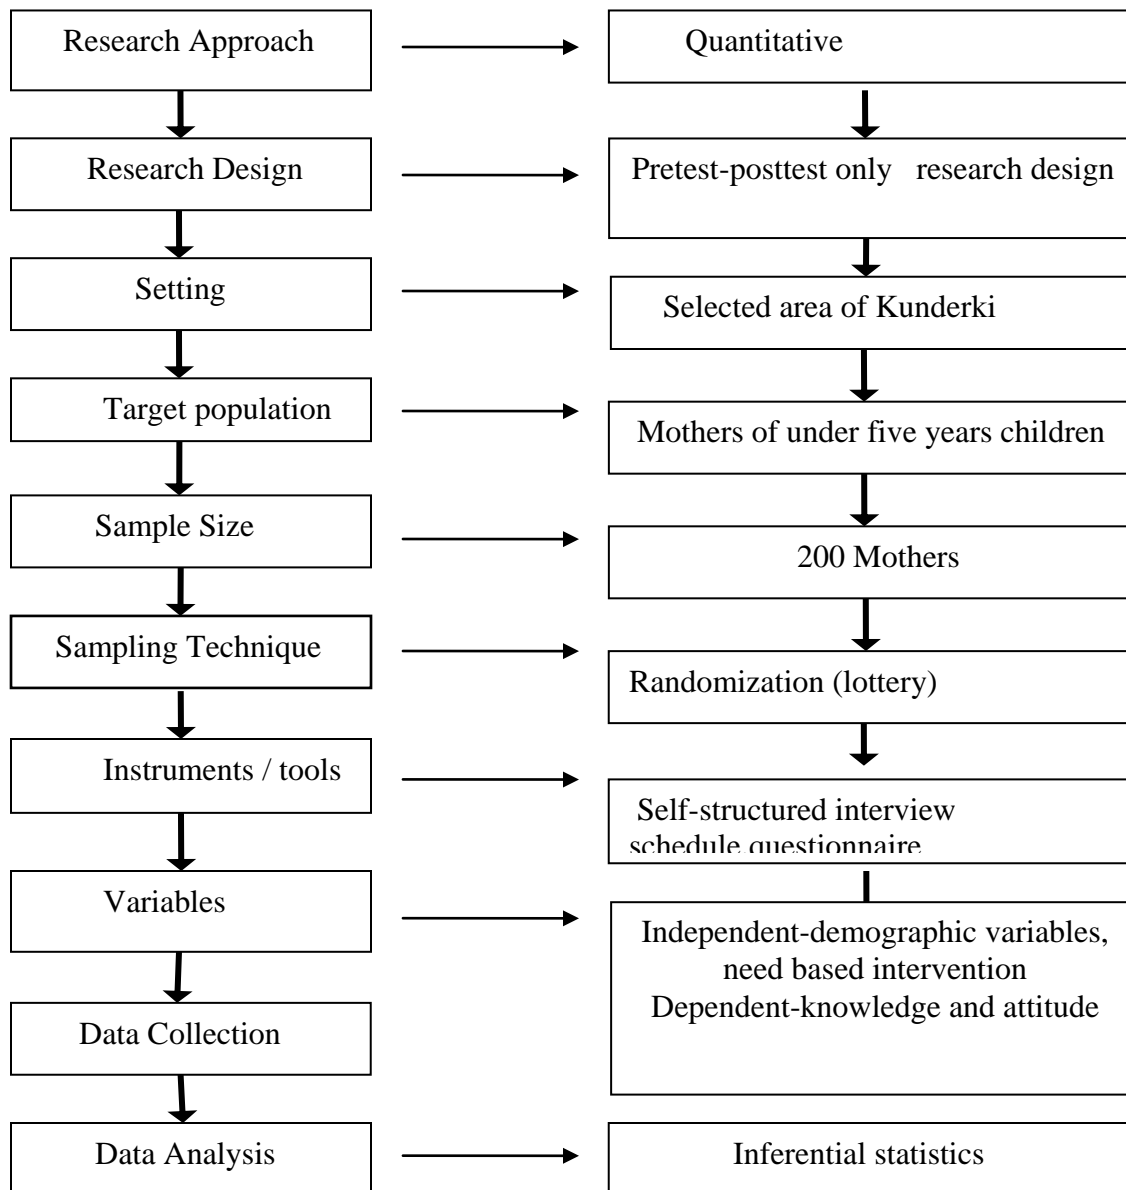 Research Approach
Quantitative
Research Design
Pretest-posttest only research design
Setting
Selected area of Kunderki
Target population
Mothers of under five years children
Sample Size
200 Mothers
Sampling Technique
Randomization (lottery)
Instruments / tools
Self-structured interview
schedule questionnaire
Variables
Independent-demographic variables,
need based intervention
Dependent-knowledge and attitude
Data Collection
Data Analysis
Inferential statistics